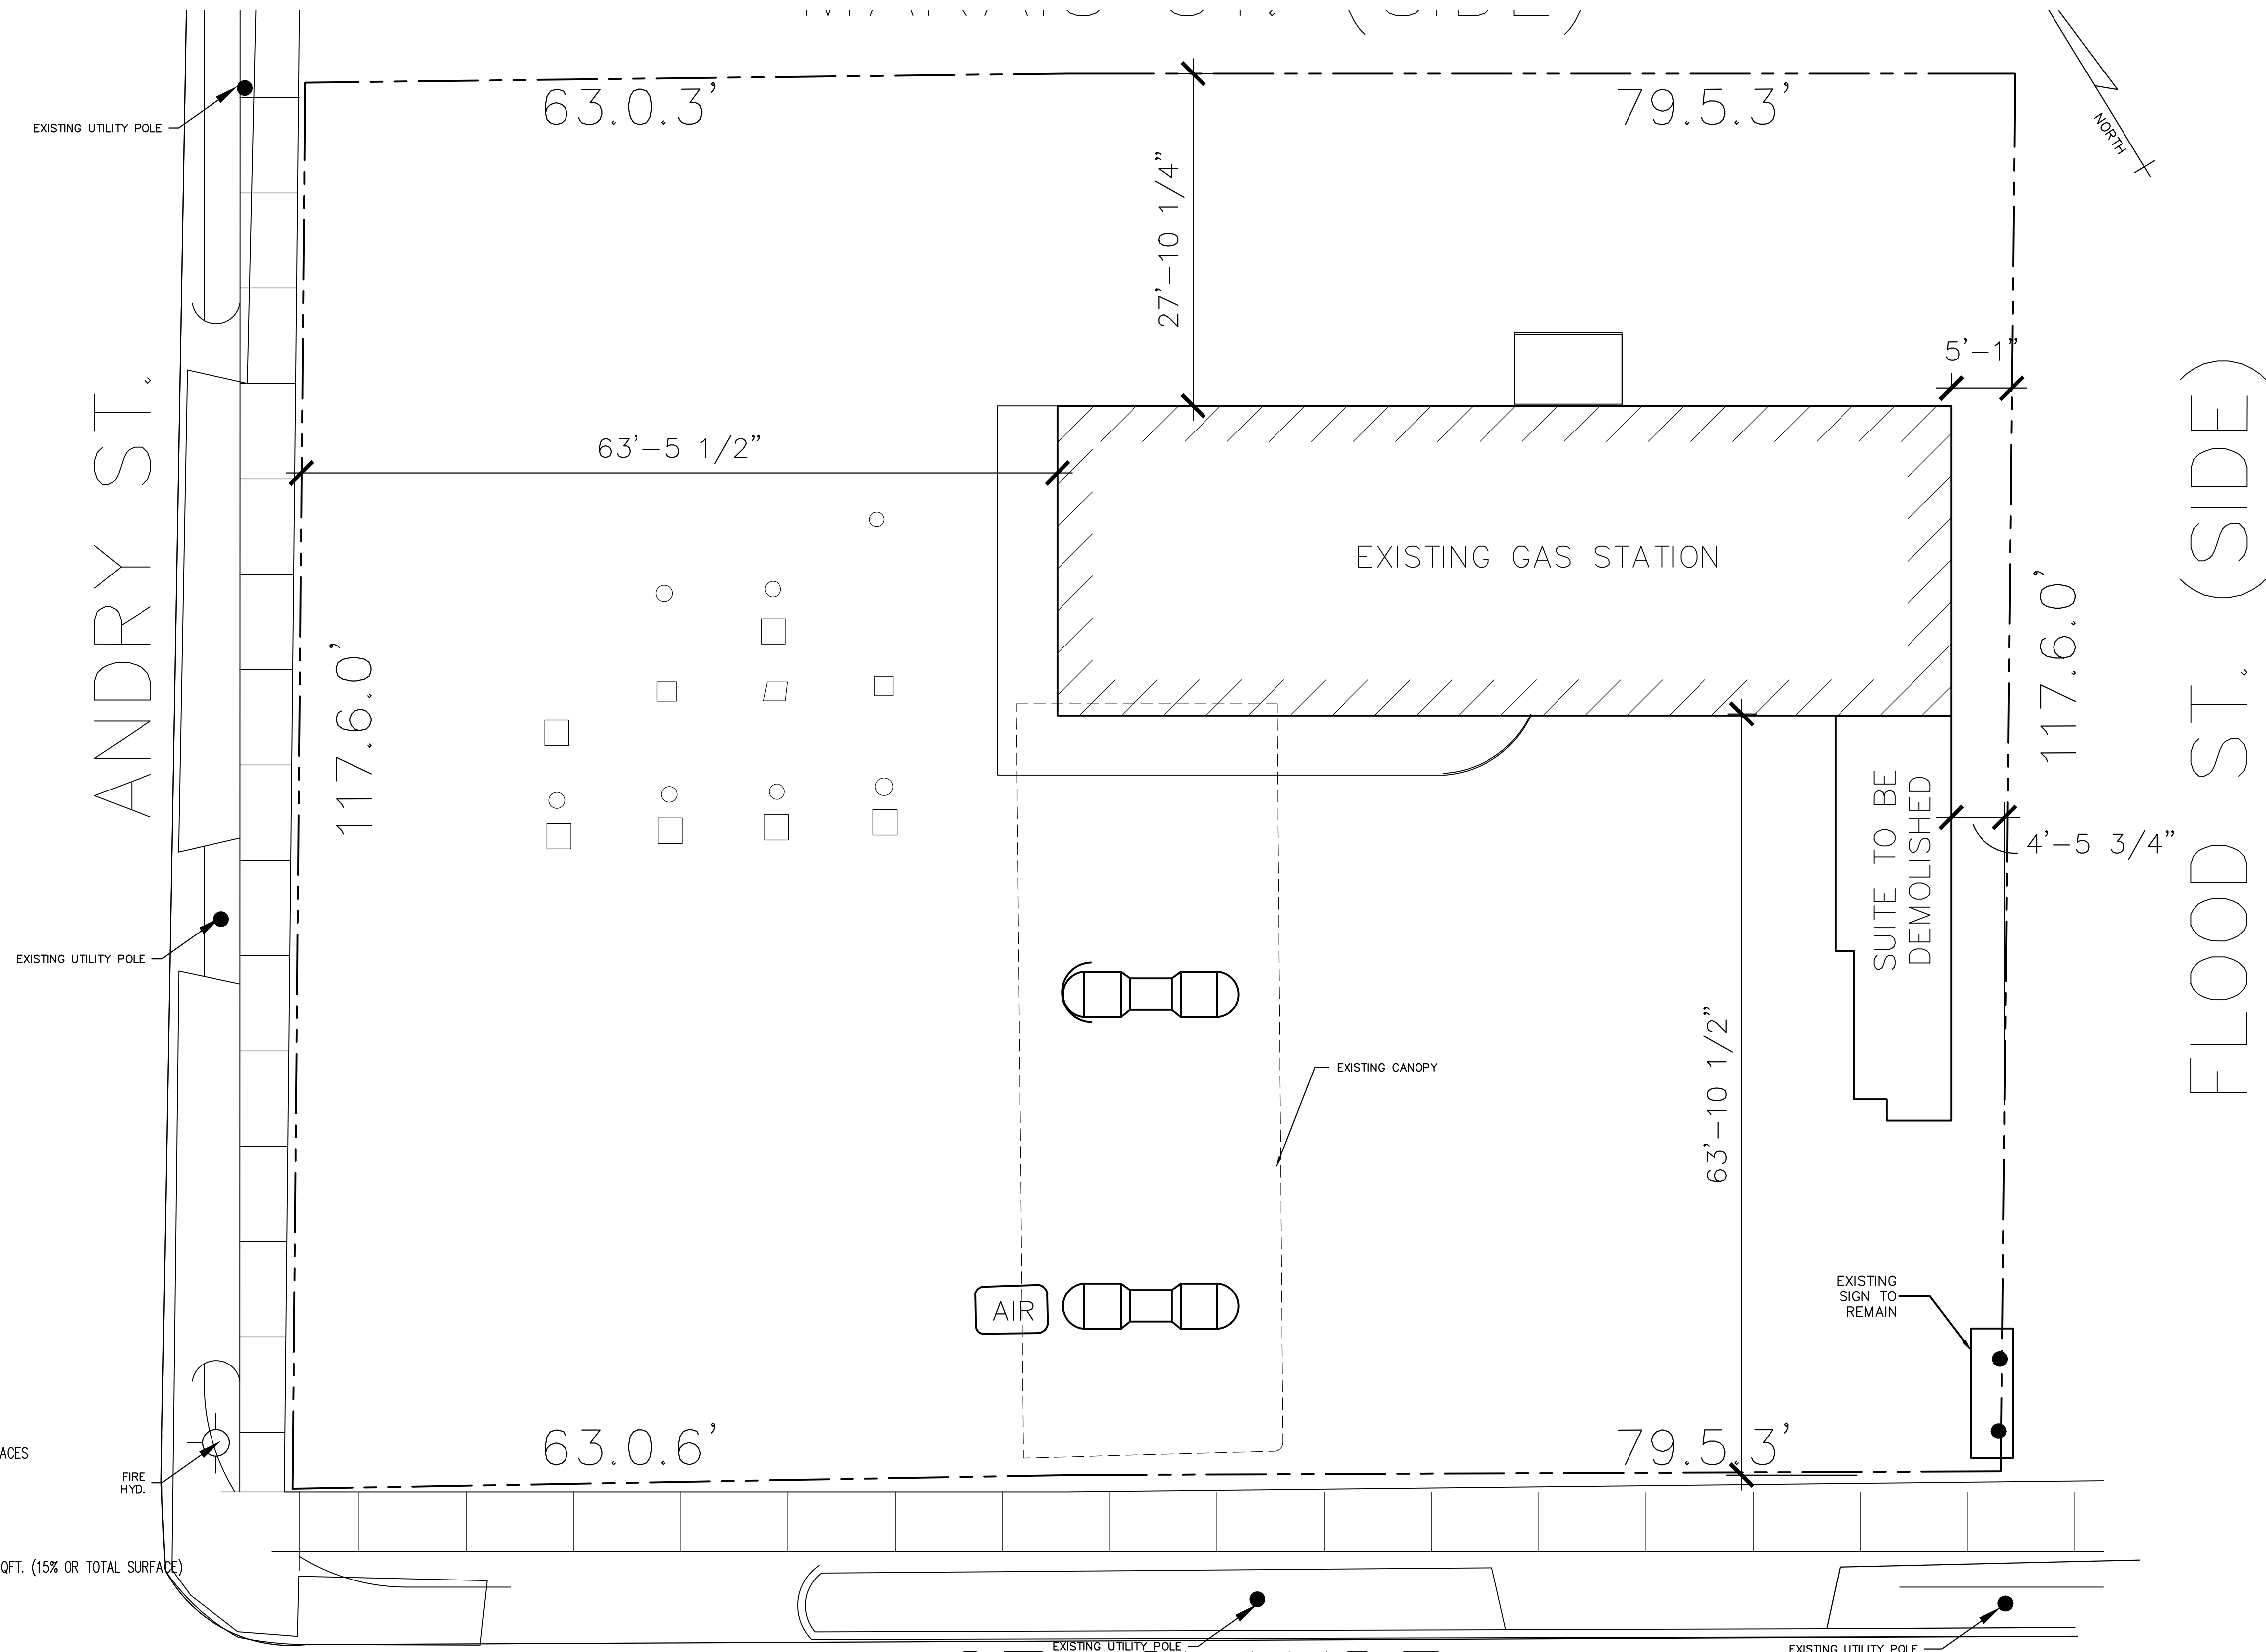 63.0.3'
79.5.3'
EXISTING UTILITY POLE
NORTH
27'-10 1/4"
5'-1"
63'-5 1/2"
ANDRY ST.
EXISTING GAS STATION
FLOOD ST. (SIDE)
117.6.0'
117.6.0'
SUITE TO BE
DEMOLISHED
4'-5 3/4"
EXISTING UTILITY POLE
EXISTING CANOPY
63'-10 1/2"
EXISTING
SIGN TO
REMAIN
AIR
63.0.6'
79.5.3'
FIRE
HYD.
(15% OR TOTAL SURFACE)
EXISTING UTILITY POLE
EXISTING UTILITY POLE